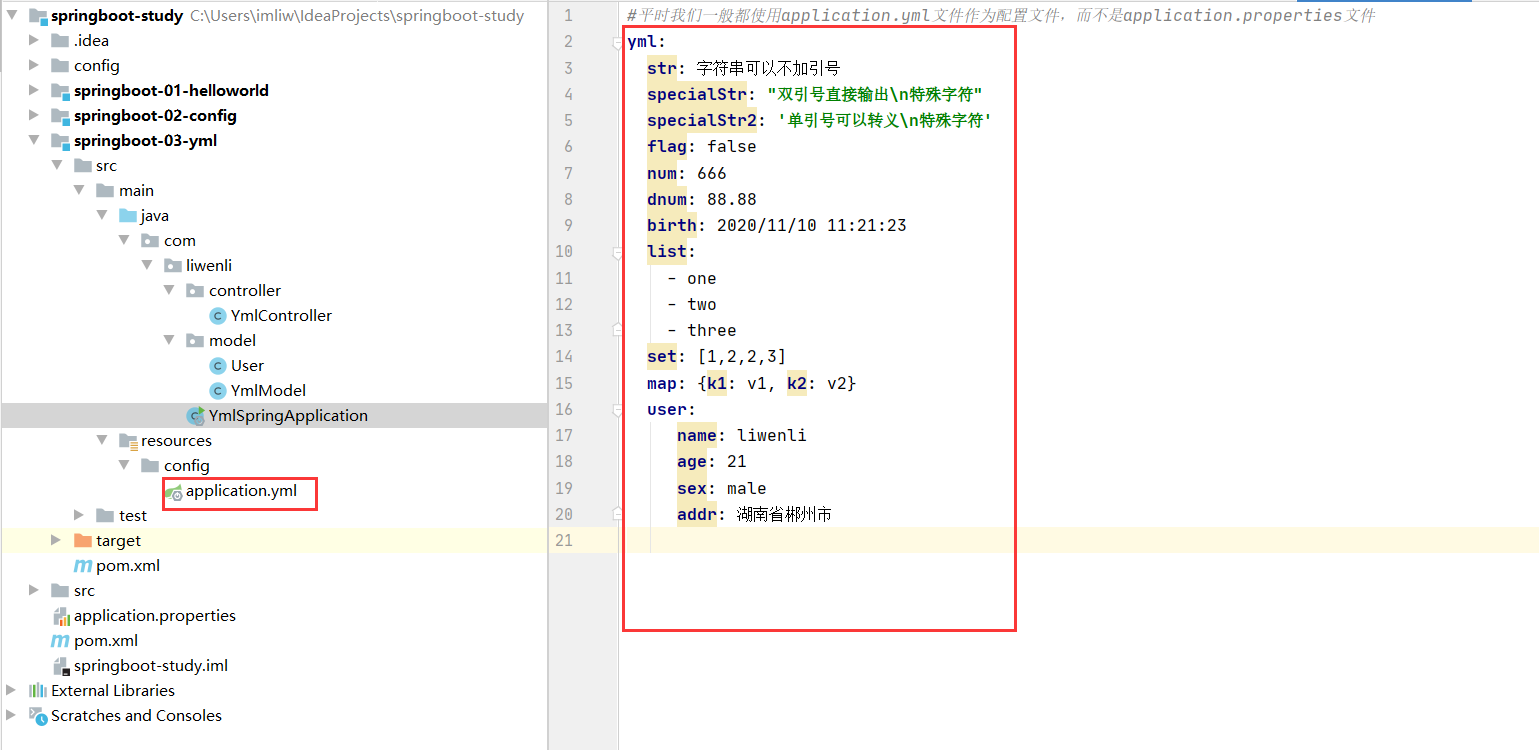 springboot-study C:\Users\imliw\IdeaProjects\springboot-study
.idea
config
springboot-01-helloworld
springboot-02-config
springboot-03-yml
src
main
java
com
liwenli
controller
YmlController
model
User
YmlModel
YmlSpringApplication
resources
config
application.yml
test
target
pom.xml
src
application.properties
pom.xml
springboot-study.iml
External Libraries
Scratches and Consoles
1 #平时我们一般都使用application.yml文件作为配置文件，而不是application.properties文件
2 yml:
3 str: 字符串可以不加引号
4 specialStr: "双引号直接输出\n特殊字符"
5 specialStr2: '单引号可以转义\n特殊字符'
6 flag: false
7 num: 666
8 dnum: 88.88
9 birth: 2020/11/10 11:21:23
10 list:
11 - one
12 - two
13 - three
14 set: [1,2,2,3]
15 map: {k1: v1, k2: v2}
16 user:
17 name: liwenli
18 age: 21
19 sex: male
20 addr: 湖南省郴州市
21